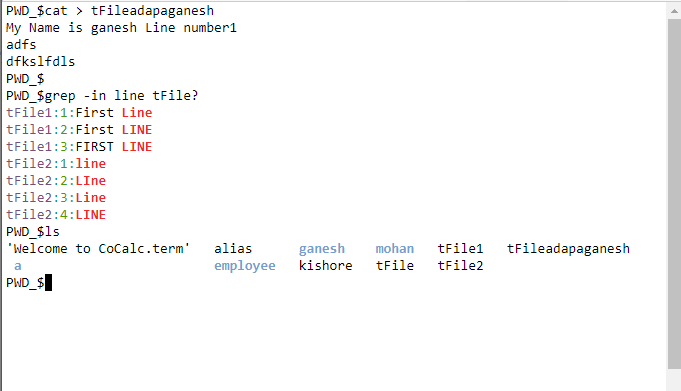 PWD_$cat > tFileadapaganesh
My Name is ganesh Line number1
adfs
dfkslfdls
PWD_$
PWD_$grep -in line tFile?
tFile1:1:First Line
tFile1:2:First LINE
tFile1:3:FIRST LINE
tFile2:1:line
tFile2:2:LIne
tFile2:3:Line
tFile2:4:LINE
PWD_$ls
'Welcome to CoCalc.term'   alias      ganesh    mohan   tFile1   tFileadapaganesh
 a                         employee   kishore   tFile   tFile2
PWD_$